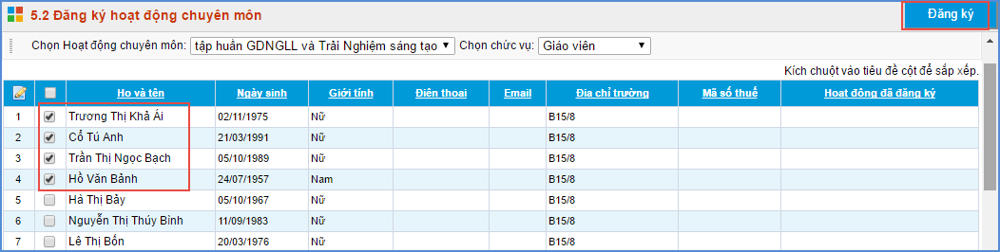 5.2 Đăng ký hoạt động chuyên môn Đăng ký
Chọn Hoạt động chuyên môn: tập huấn GDNGLL và Trải Nghiệm sáng tạo Chọn chức vụ: Giáo viên
Kích chuột vào tiêu đề cột để sắp xếp.
Họ và tên Ngày sinh Giới tính Điện thoại Email Địa chỉ trường Mã số thuế Hoạt động đã đăng ký
1 Trương Thị Khả Ái 02/11/1975 Nữ B15/8
2 Cổ Tú Anh 21/03/1991 Nữ B15/8
3 Trần Thị Ngọc Bạch 05/10/1989 Nữ B15/8
4 Hồ Văn Bảnh 24/07/1957 Nam B15/8
5 Hà Thị Bảy 05/10/1967 Nữ B15/8
6 Nguyễn Thị Thúy Bình 11/09/1983 Nữ B15/8
7 Lê Thị Bốn 20/03/1976 Nữ B15/8